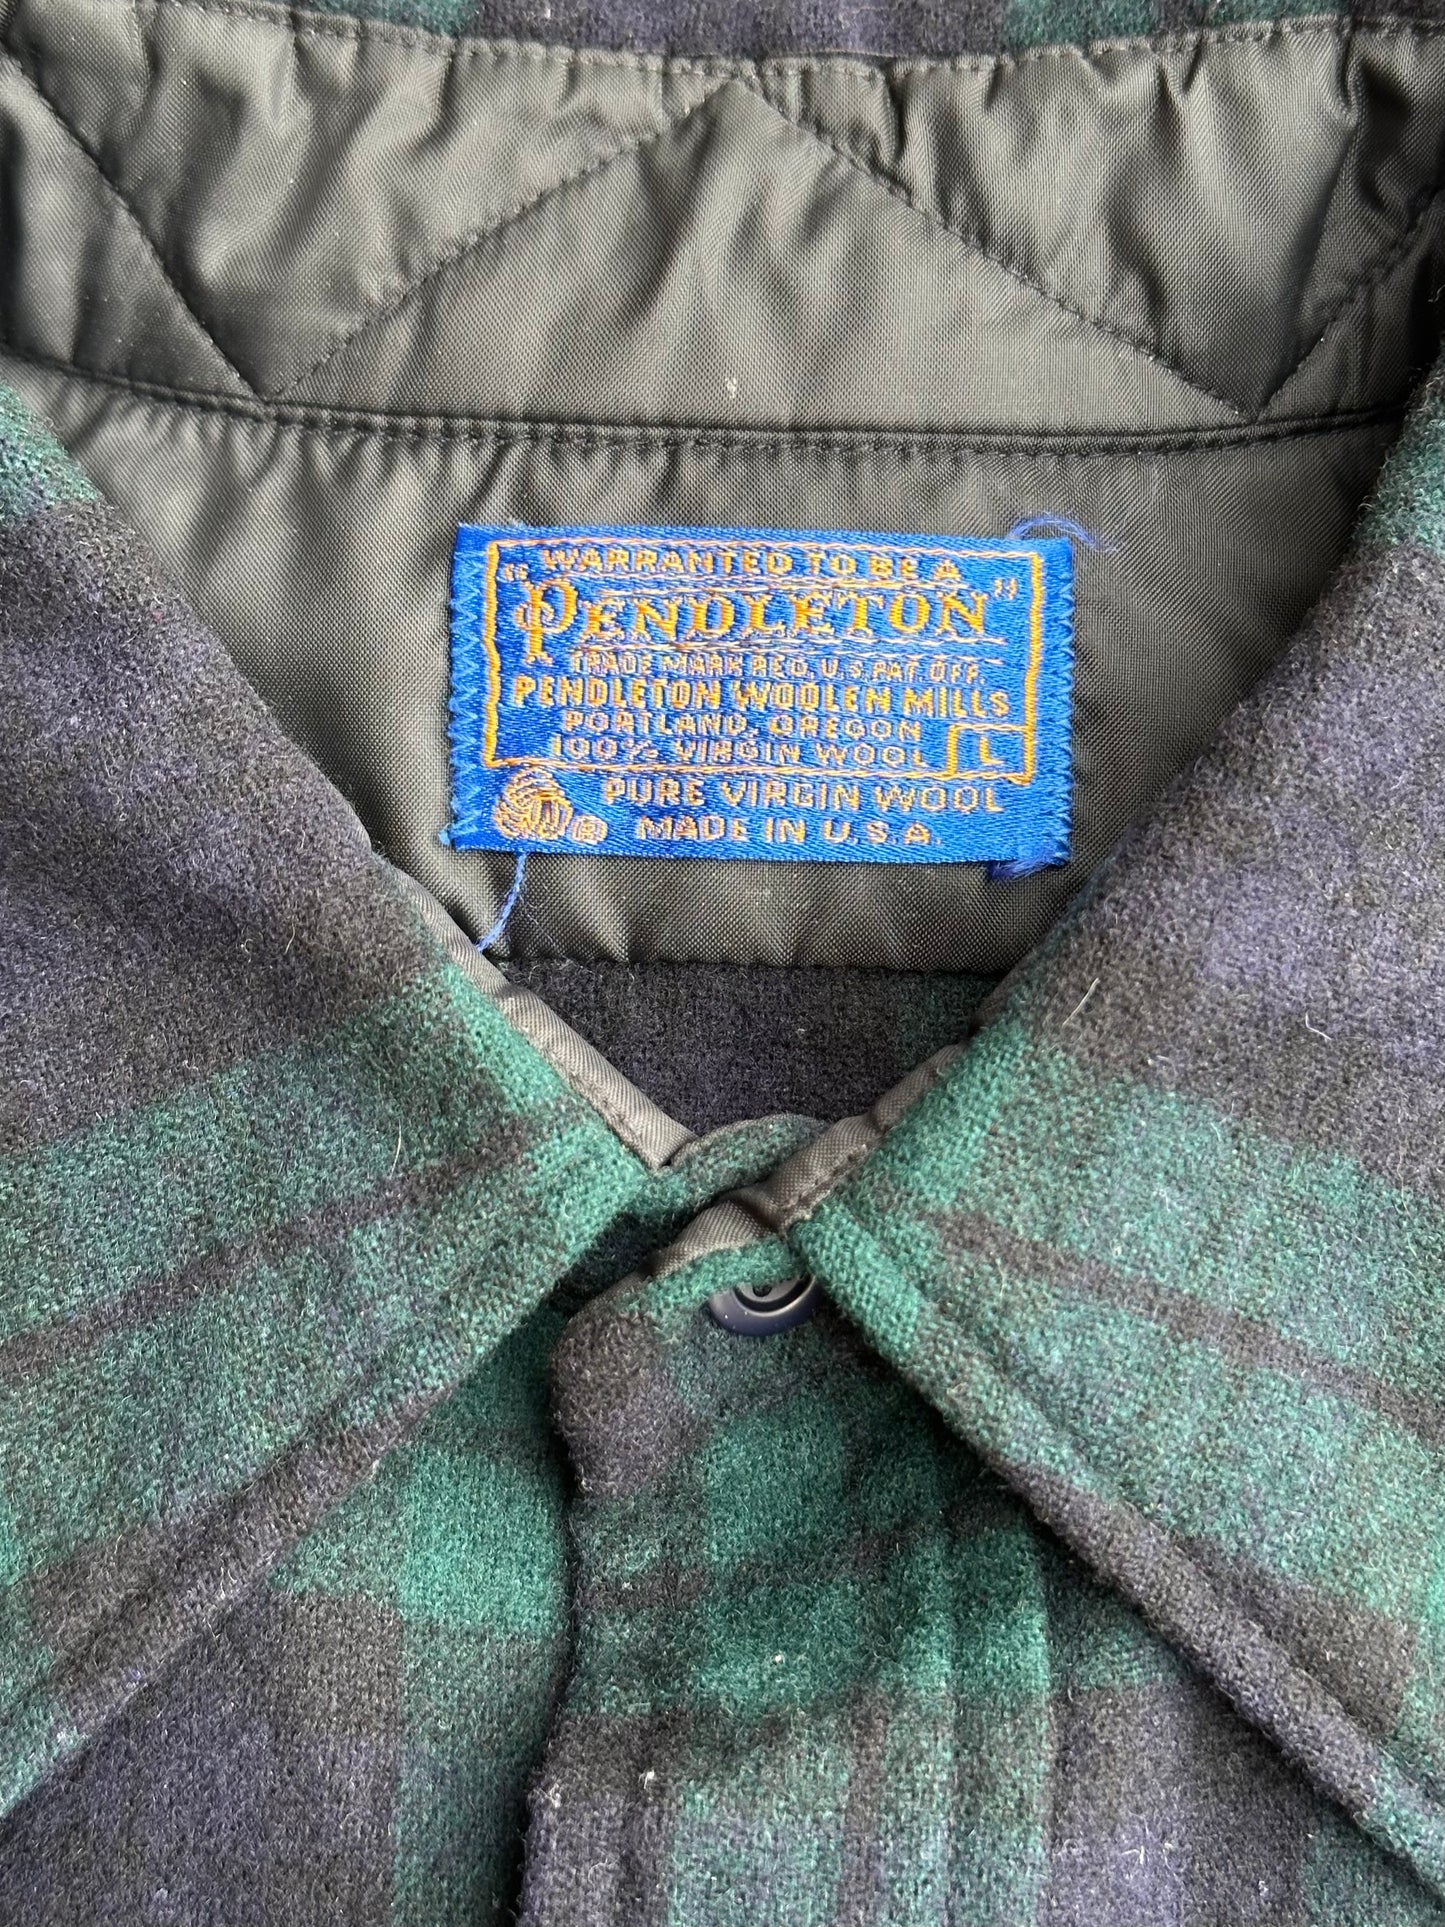 WARRANTED TO BE A
"PENDLETON"
TRADE MARK REG. U.S. PAT. OFF.
PENDLETON WOOLEN MILLS
PORTLAND, OREGON
100% VIRGIN WOOL L
PURE VIRGIN WOOL
® MADE IN U.S.A.